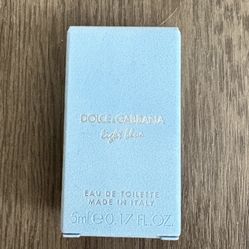 DOLCE&GABBANA
light blue
EAU DE TOILETTE
MADE IN ITALY
5ml e 0.17 FL.OZ.